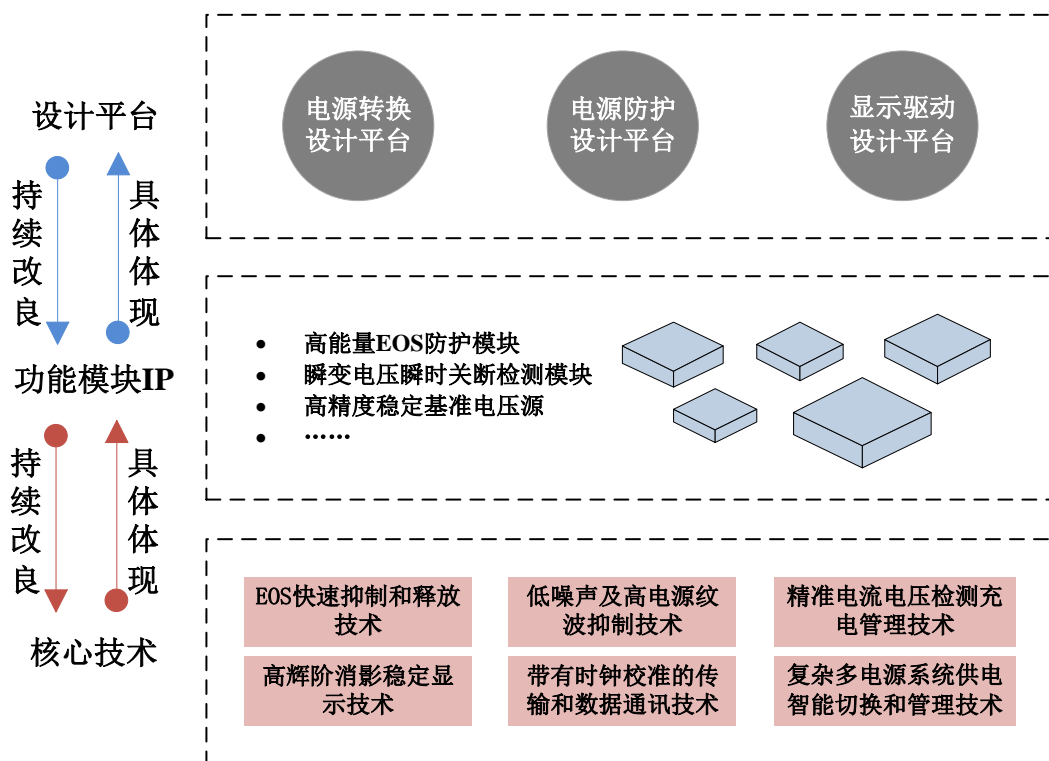 设计平台
持续改良
具体体现
功能模块IP
持续改良
具体体现
核心技术
电源转换
设计平台
电源防护
设计平台
显示驱动
设计平台
• 高能量EOS防护模块
• 瞬变电压瞬时关断检测模块
• 高精度稳定基准电压源
• ……
EOS快速抑制和释放
技术
低噪声及高电源纹
波抑制技术
精准电流电压检测充
电管理技术
高辉阶消影稳定显
示技术
带有时钟校准的传
输和数据通讯技术
复杂多电源系统供电
智能切换和管理技术